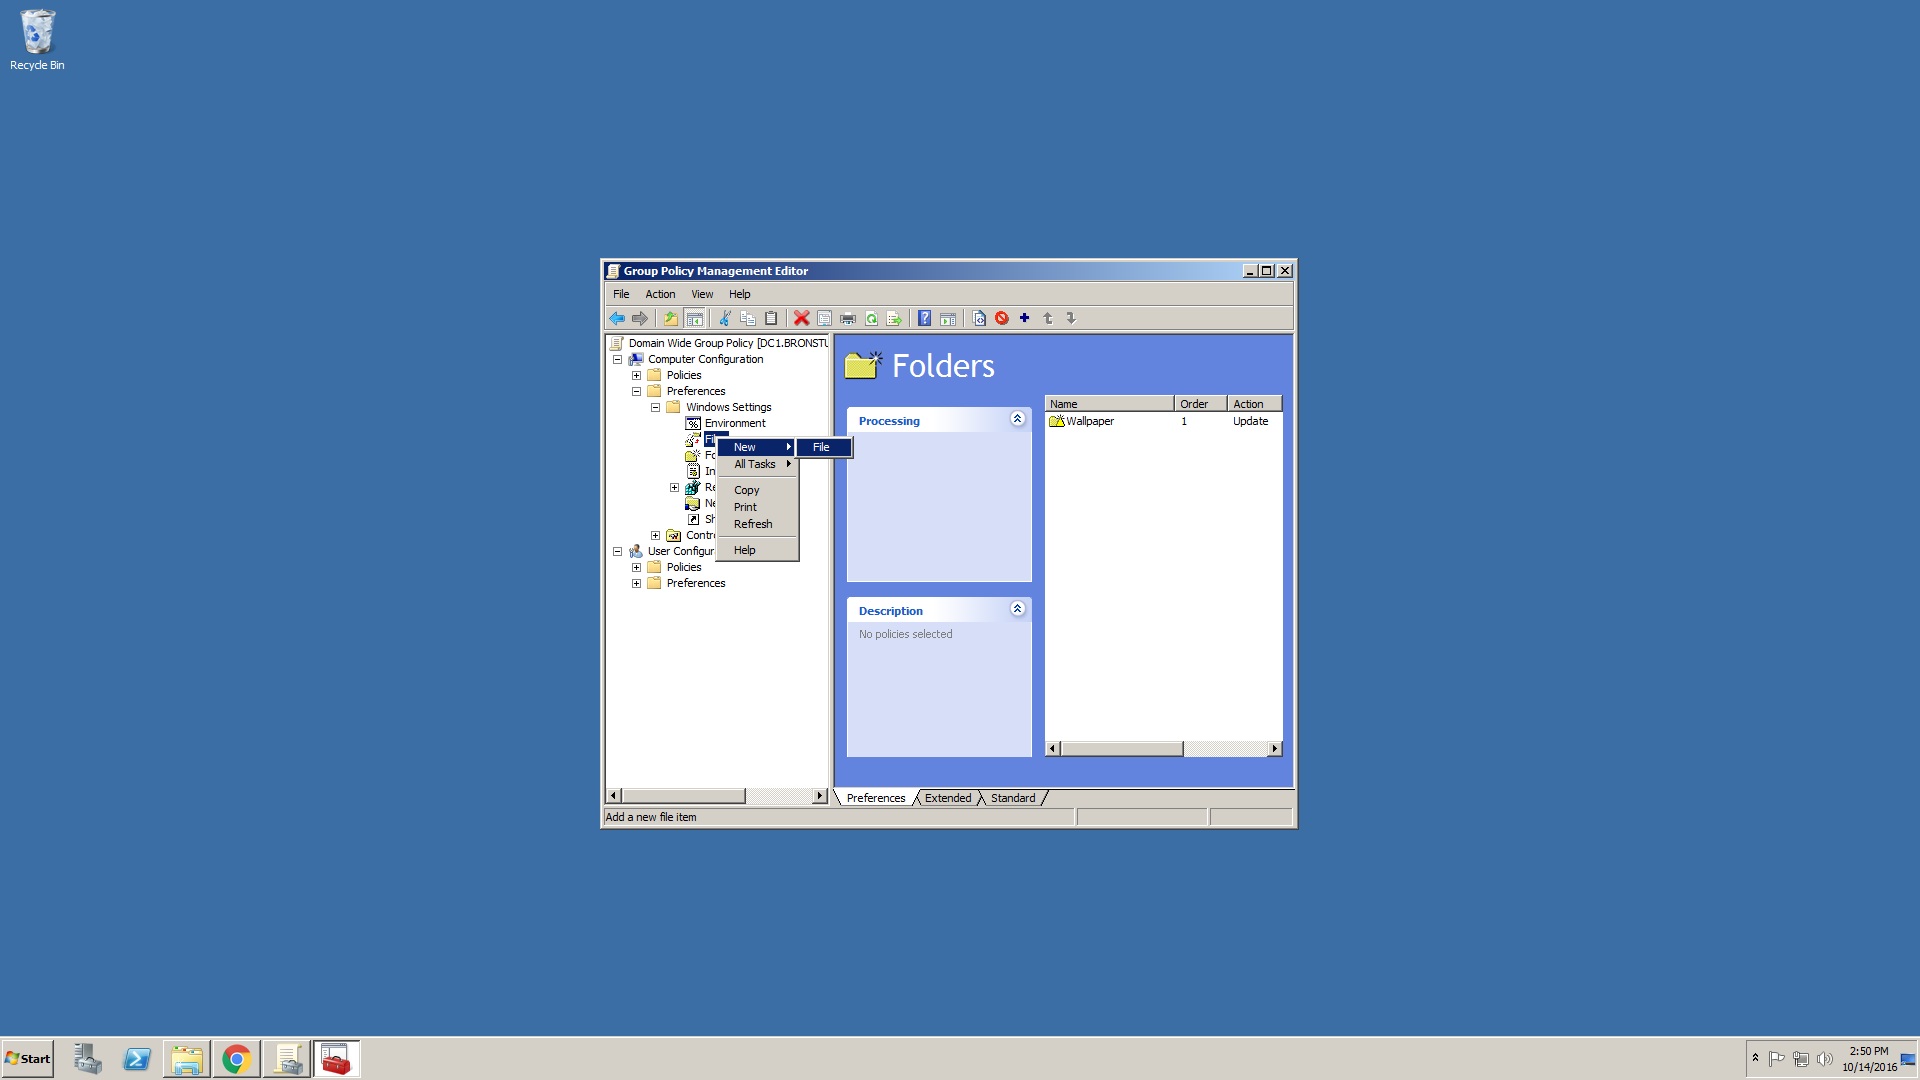 Recycle Bin
Group Policy Management Editor
File Action View Help
Domain Wide Group Policy [DC1.BRONSTU
Computer Configuration
Policies
Preferences
Windows Settings
Environment
Fi
Fo
In
Re
Ne
Sh
Contr
User Configur
Policies
Preferences
New
File
All Tasks
Copy
Print
Refresh
Help
Folders
Processing
Description
No policies selected
Name Order Action
Wallpaper 1 Update
Preferences Extended Standard
Add a new file item
Start
2:50 PM
10/14/2016